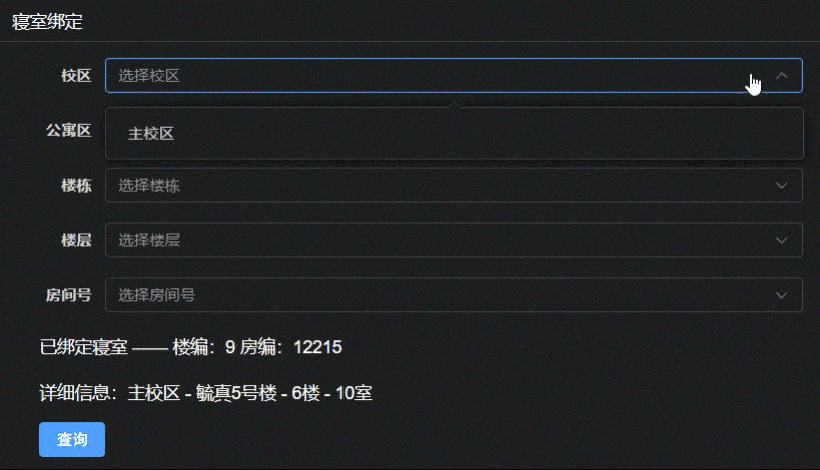 寝室绑定
校区 选择校区
主校区
公寓区
楼栋 选择楼栋
楼层 选择楼层
房间号 选择房间号
已绑定寝室 —— 楼编：9 房编：12215
详细信息：主校区 - 毓真5号楼 - 6楼 - 10室
查询